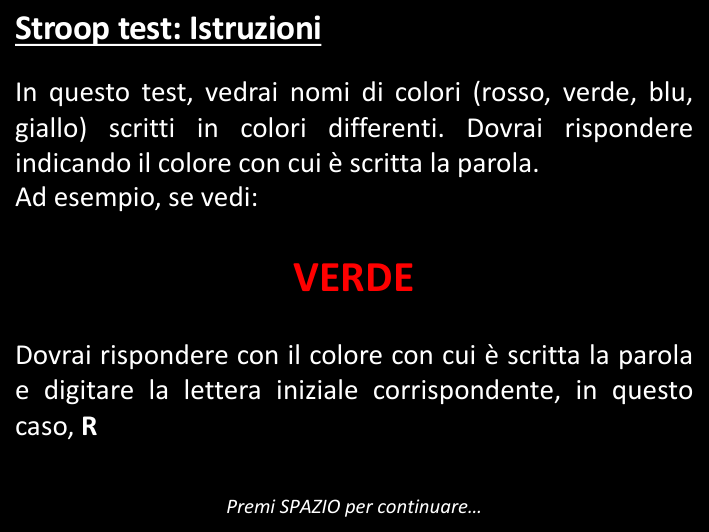 Stroop test: Istruzioni
In questo test, vedrai nomi di colori (rosso, verde, blu,
giallo) scritti in colori differenti. Dovrai rispondere
indicando il colore con cui è scritta la parola.
Ad esempio, se vedi:
VERDE
Dovrai rispondere con il colore con cui è scritta la parola
e digitare la lettera iniziale corrispondente, in questo
caso, R
Premi SPAZIO per continuare…